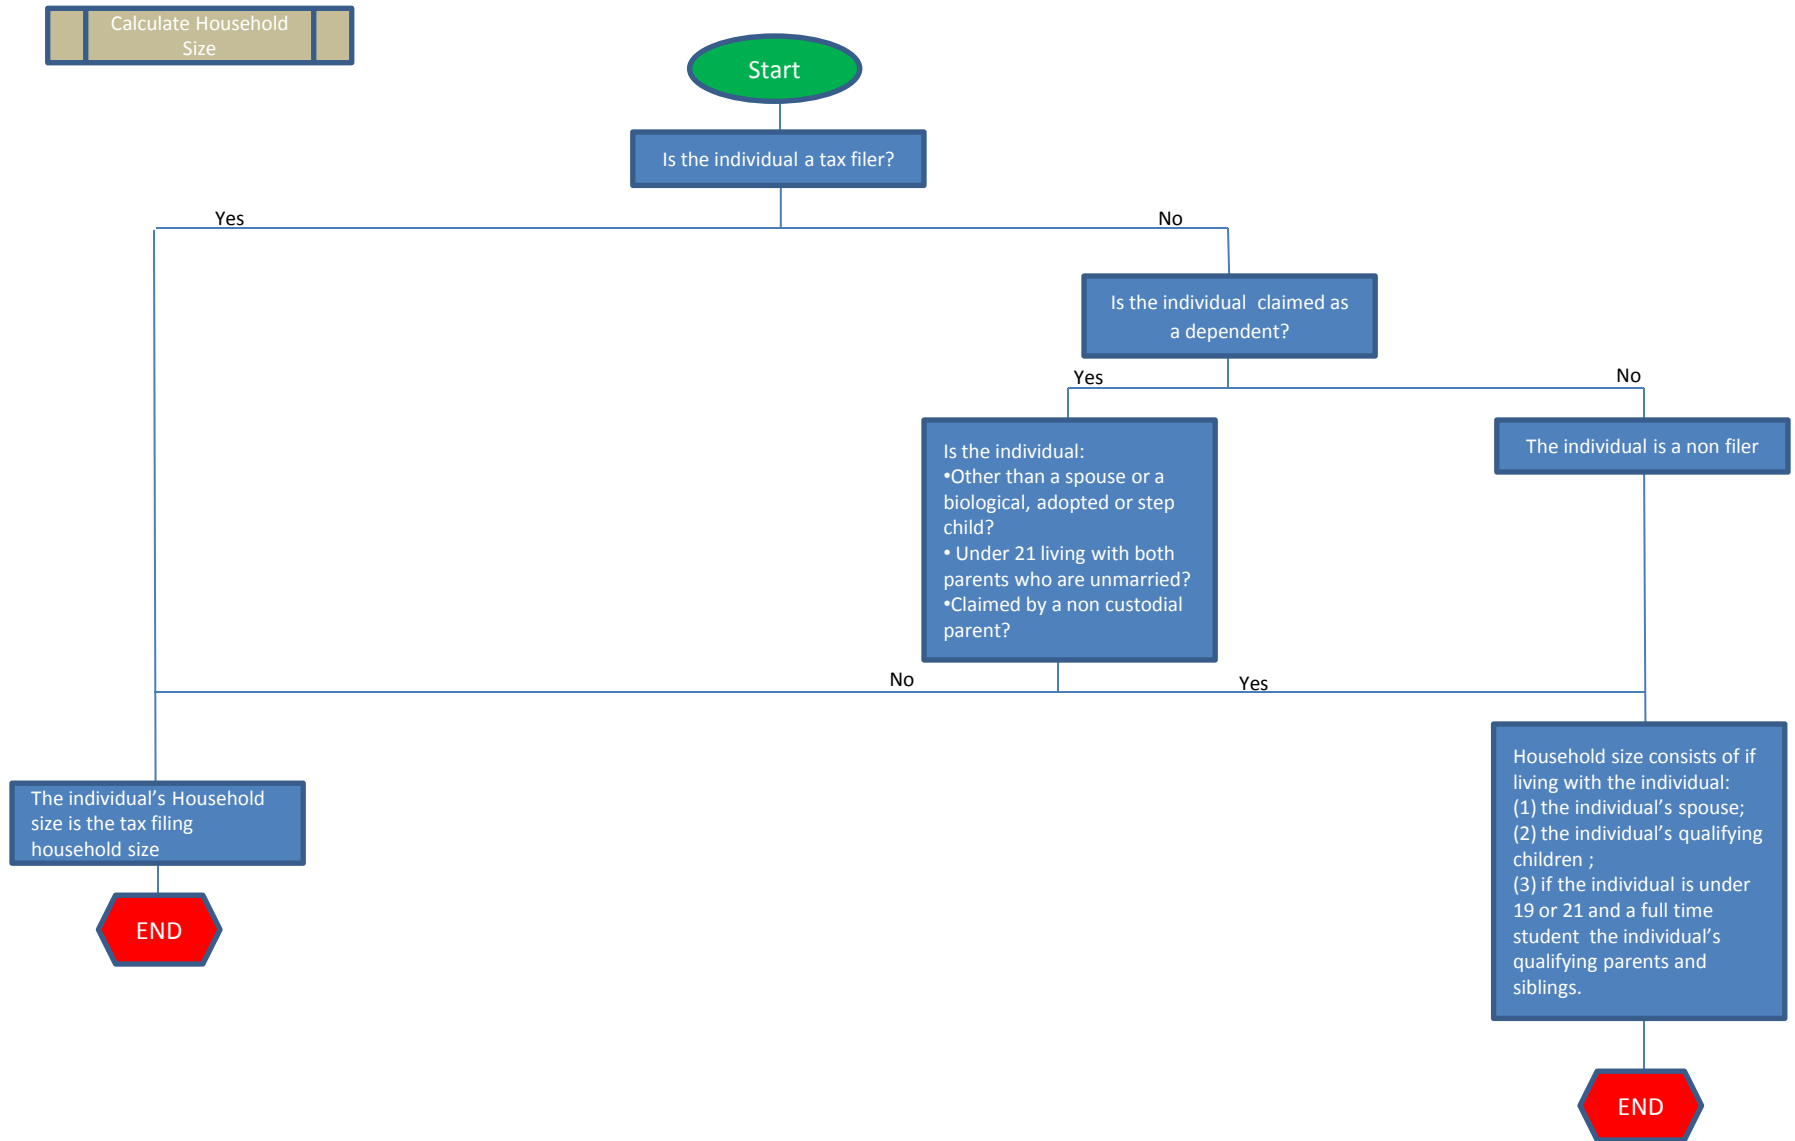 Calculate Household
Size
Start
Is the individual a tax filer?
Yes
No
Is the individual  claimed as
a dependent?
Yes
No
Is the individual:
•Other than a spouse or a
biological, adopted or step
child?
• Under 21 living with both
parents who are unmarried?
•Claimed by a non custodial
parent?
The individual is a non filer
No
Yes
The individual's Household
size is the tax filing
household size
END
Household size consists of if
living with the individual:
(1) the individual's spouse;
(2) the individual's qualifying
children ;
(3) if the individual is under
19 or 21 and a full time
student  the individual's
qualifying parents and
siblings.
END